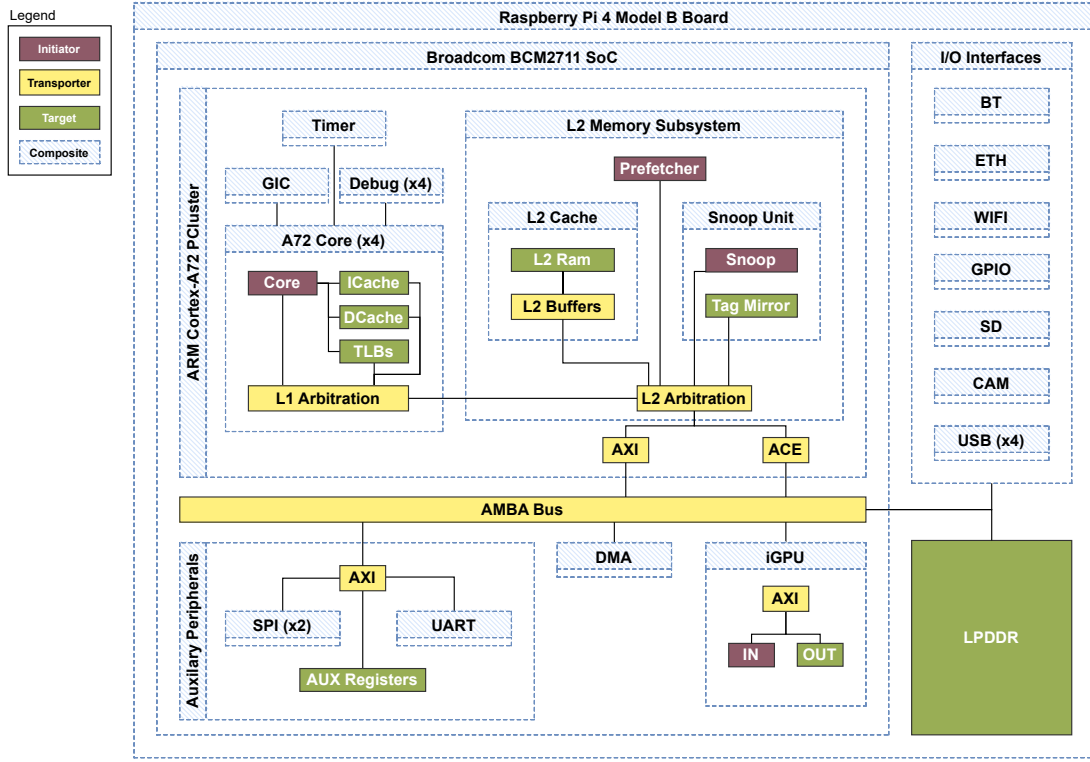 Legend
Initiator
Transporter
Target
Composite
Raspberry Pi 4 Model B Board
Broadcom BCM2711 SoC
ARM Cortex-A72 PCluster
Timer
GIC
Debug (x4)
A72 Core (x4)
Core
ICache
DCache
TLBs
L1 Arbitration
L2 Memory Subsystem
Prefetcher
L2 Cache
L2 Ram
L2 Buffers
Snoop Unit
Snoop
Tag Mirror
L2 Arbitration
AXI
ACE
AMBA Bus
Auxilary Peripherals
AXI
SPI (x2)
UART
AUX Registers
DMA
iGPU
AXI
IN
OUT
I/O Interfaces
BT
ETH
WIFI
GPIO
SD
CAM
USB (x4)
LPDDR